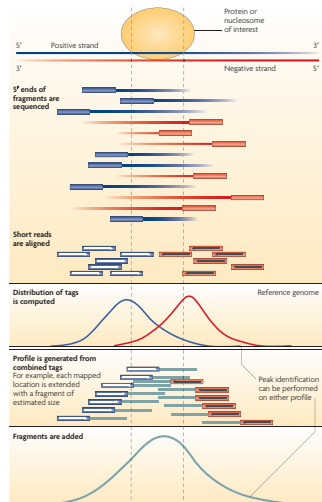 Protein or
nucleosome
of interest
5′
Positive strand
3′
3′
Negative strand
5′
5′ ends of
fragments are
sequenced
Short reads
are aligned
Distribution of tags
is computed
Reference genome
Profile is generated from
combined tags
For example, each mapped
location is extended
with a fragment of
estimated size
Peak identification
can be performed
on either profile
Fragments are added